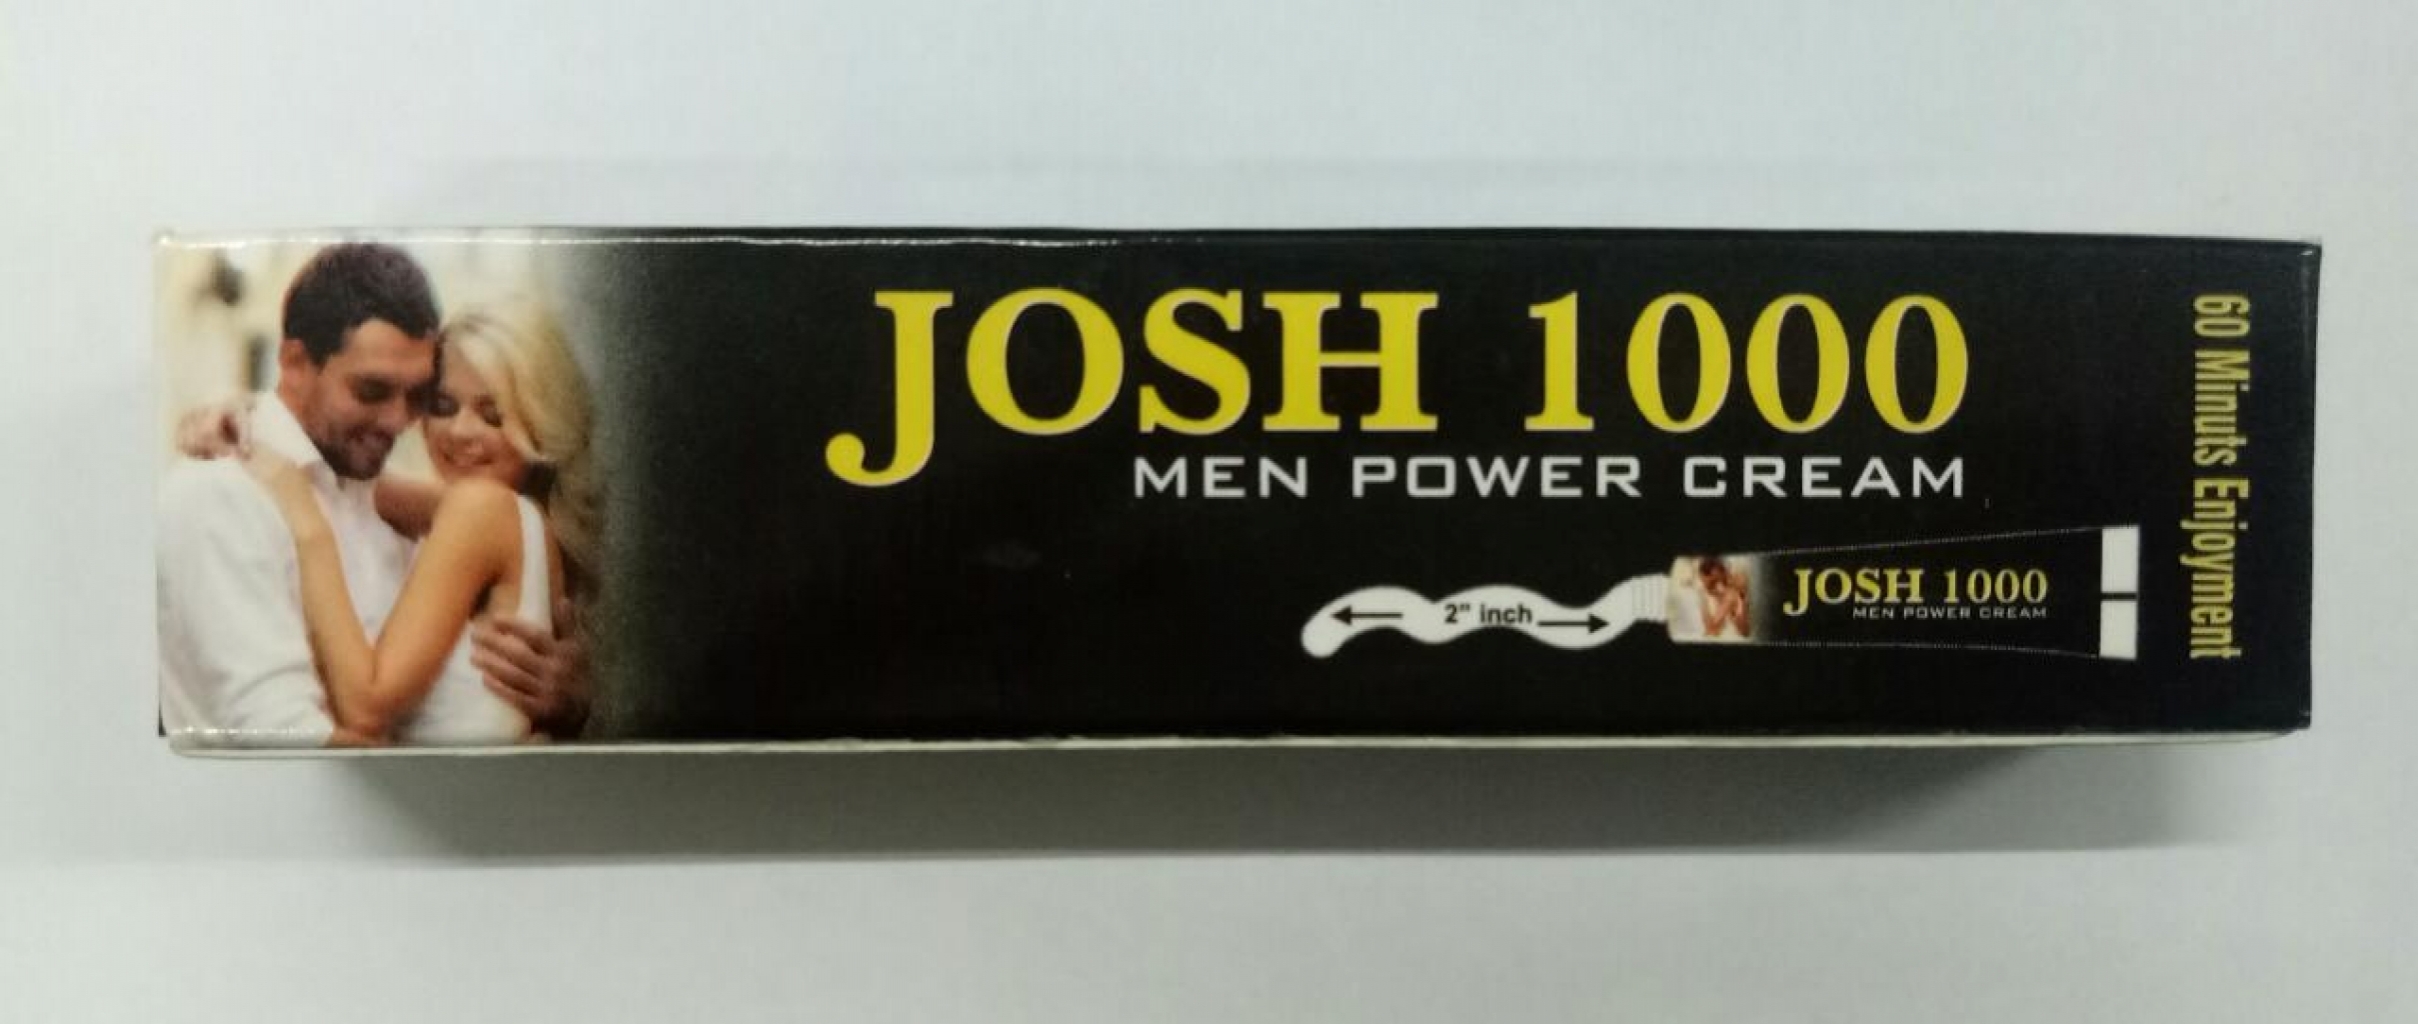 JOSH 1000
MEN POWER CREAM
2" inch
JOSH 1000
MEN POWER CREAM
60 Minuts Enjoyment